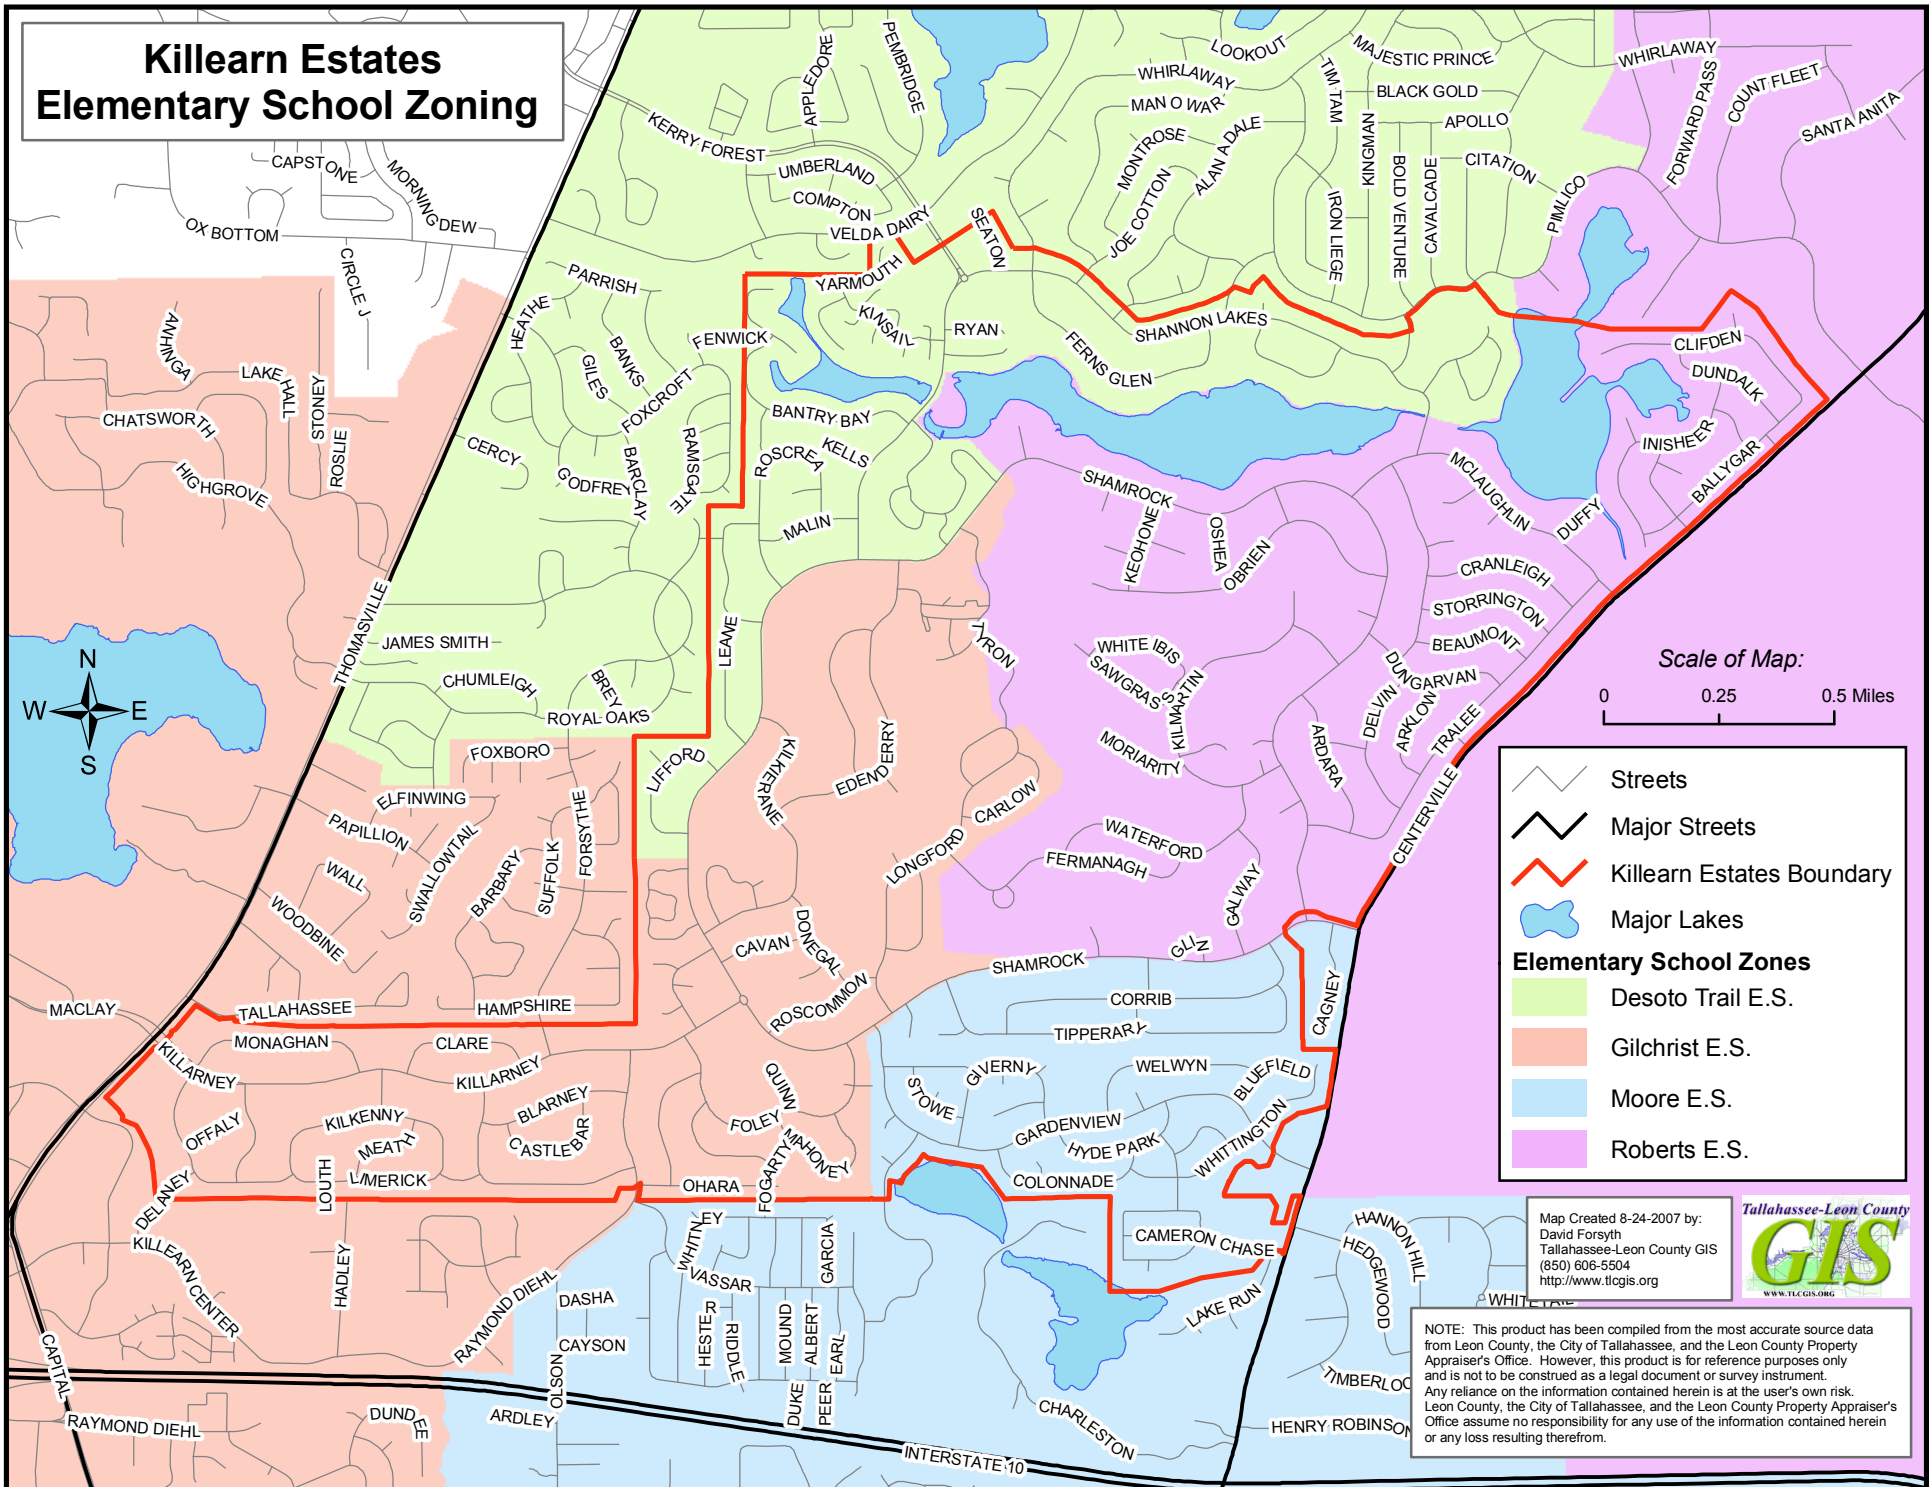 Killearn Estates
Elementary School Zoning
LOOKOUT
MAJESTIC PRINCE
WHIRLAWAY
APPLEDORE
PEMBRIDGE
WHIRLAWAY
TIM TAM
BLACK GOLD
FORWARD PASS
COUNT FLEET
SANTA ANITA
MAN O WAR
KERRY FOREST
MONTROSE
ALAN A DALE
KINGMAN
APOLLO
CAPSTONE
MORNING DEW
UMBERLAND
JOE COTTON
IRON LIEGE
BOLD VENTURE
CAVALCADE
CITATION
PIMLICO
COMPTON
VELDA DAIRY
SEATON
OX BOTTOM
CIRCLE J
PARRISH
YARMOUTH
HEATHE
ANHINGA
BANKS
FENWICK
KINSAIL
RYAN
SHANNON LAKES
CLIFDEN
LAKE HALL
STONEY
GILES
FOXCROFT
FERNS GLEN
DUNDALK
CHATSWORTH
ROSLIE
CERCY
BANTRY BAY
INISHEER
HIGHGROVE
GODFREY
BARCLAY
RAMSGATE
ROSCREA
KELLS
SHAMROCK
MCLAUGHLIN
BALLYGAR
MALIN
KEOHONE
OSHEA
OBRIEN
DUFFY
THOMASVILLE
CRANLEIGH
STORRINGTON
JAMES SMITH
LEANE
TYRON
WHITE IBIS
BEAUMONT
SAWGRASS
KILMARTIN
DUNGARVAN
CHUMLEIGH
BREY
DELVIN
ARKLOW
ROYAL OAKS
TRALEE
FOXBORO
LIFFORD
KILKIERANE
EDENDERRY
MORIARITY
ARDARA
N
W
E
S
Scale of Map:
0
0.25
0.5 Miles
ELFINWING
PAPILLION
FORSYTHE
CARLOW
CENTERVILLE
WALL
SWALLOWTAIL
BARBARY
SUFFOLK
LONGFORD
WATERFORD
FERMANAGH
GALWAY
WOODBINE
CAVAN
DONEGAL
GLIN
SHAMROCK
MACLAY
TALLAHASSEE
HAMPSHIRE
ROSCOMMON
CORRIB
CAGNEY
TIPPERARY
MONAGHAN
CLARE
KILLARNEY
KILLARNEY
QUINN
STOWE
GIVERNY
WELWYN
BLUEFIELD
OFFALY
KILKENNY
BLARNEY
FOLEY
GARDENVIEW
MEATH
CASTLEBAR
MAHONEY
HYDE PARK
WHITTINGTON
LOUTH
LIMERICK
FOGARTY
COLONNADE
DELANEY
OHARA
KILLEARN CENTER
HADLEY
WHITNEY
GARCIA
CAMERON CHASE
HANNON HILL
HEDGEWOOD
RAYMOND DIEHL
VASSAR
DASHA
LAKE RUN
WHITETAIL
CAPITAL
CAYSON
OLSON
HESTER
RIDDLE
MOUND
ALBERT
EARL
DUKE
PEER
TIMBERLOC
RAYMOND DIEHL
DUNDEE
ARDLEY
CHARLESTON
HENRY ROBINSON
INTERSTATE 10
Streets
Major Streets
Killearn Estates Boundary
Major Lakes
Elementary School Zones
Desoto Trail E.S.
Gilchrist E.S.
Moore E.S.
Roberts E.S.
Map Created 8-24-2007 by:
David Forsyth
Tallahassee-Leon County GIS
(850) 606-5504
http://www.tlcgis.org
Tallahassee-Leon County
GIS
WWW.TLCGIS.ORG
NOTE: This product has been compiled from the most accurate source data
from Leon County, the City of Tallahassee, and the Leon County Property
Appraiser's Office. However, this product is for reference purposes only
and is not to be construed as a legal document or survey instrument.
Any reliance on the information contained herein is at the user's own risk.
Leon County, the City of Tallahassee, and the Leon County Property Appraiser's
Office assume no responsibility for any use of the information contained herein
or any loss resulting therefrom.